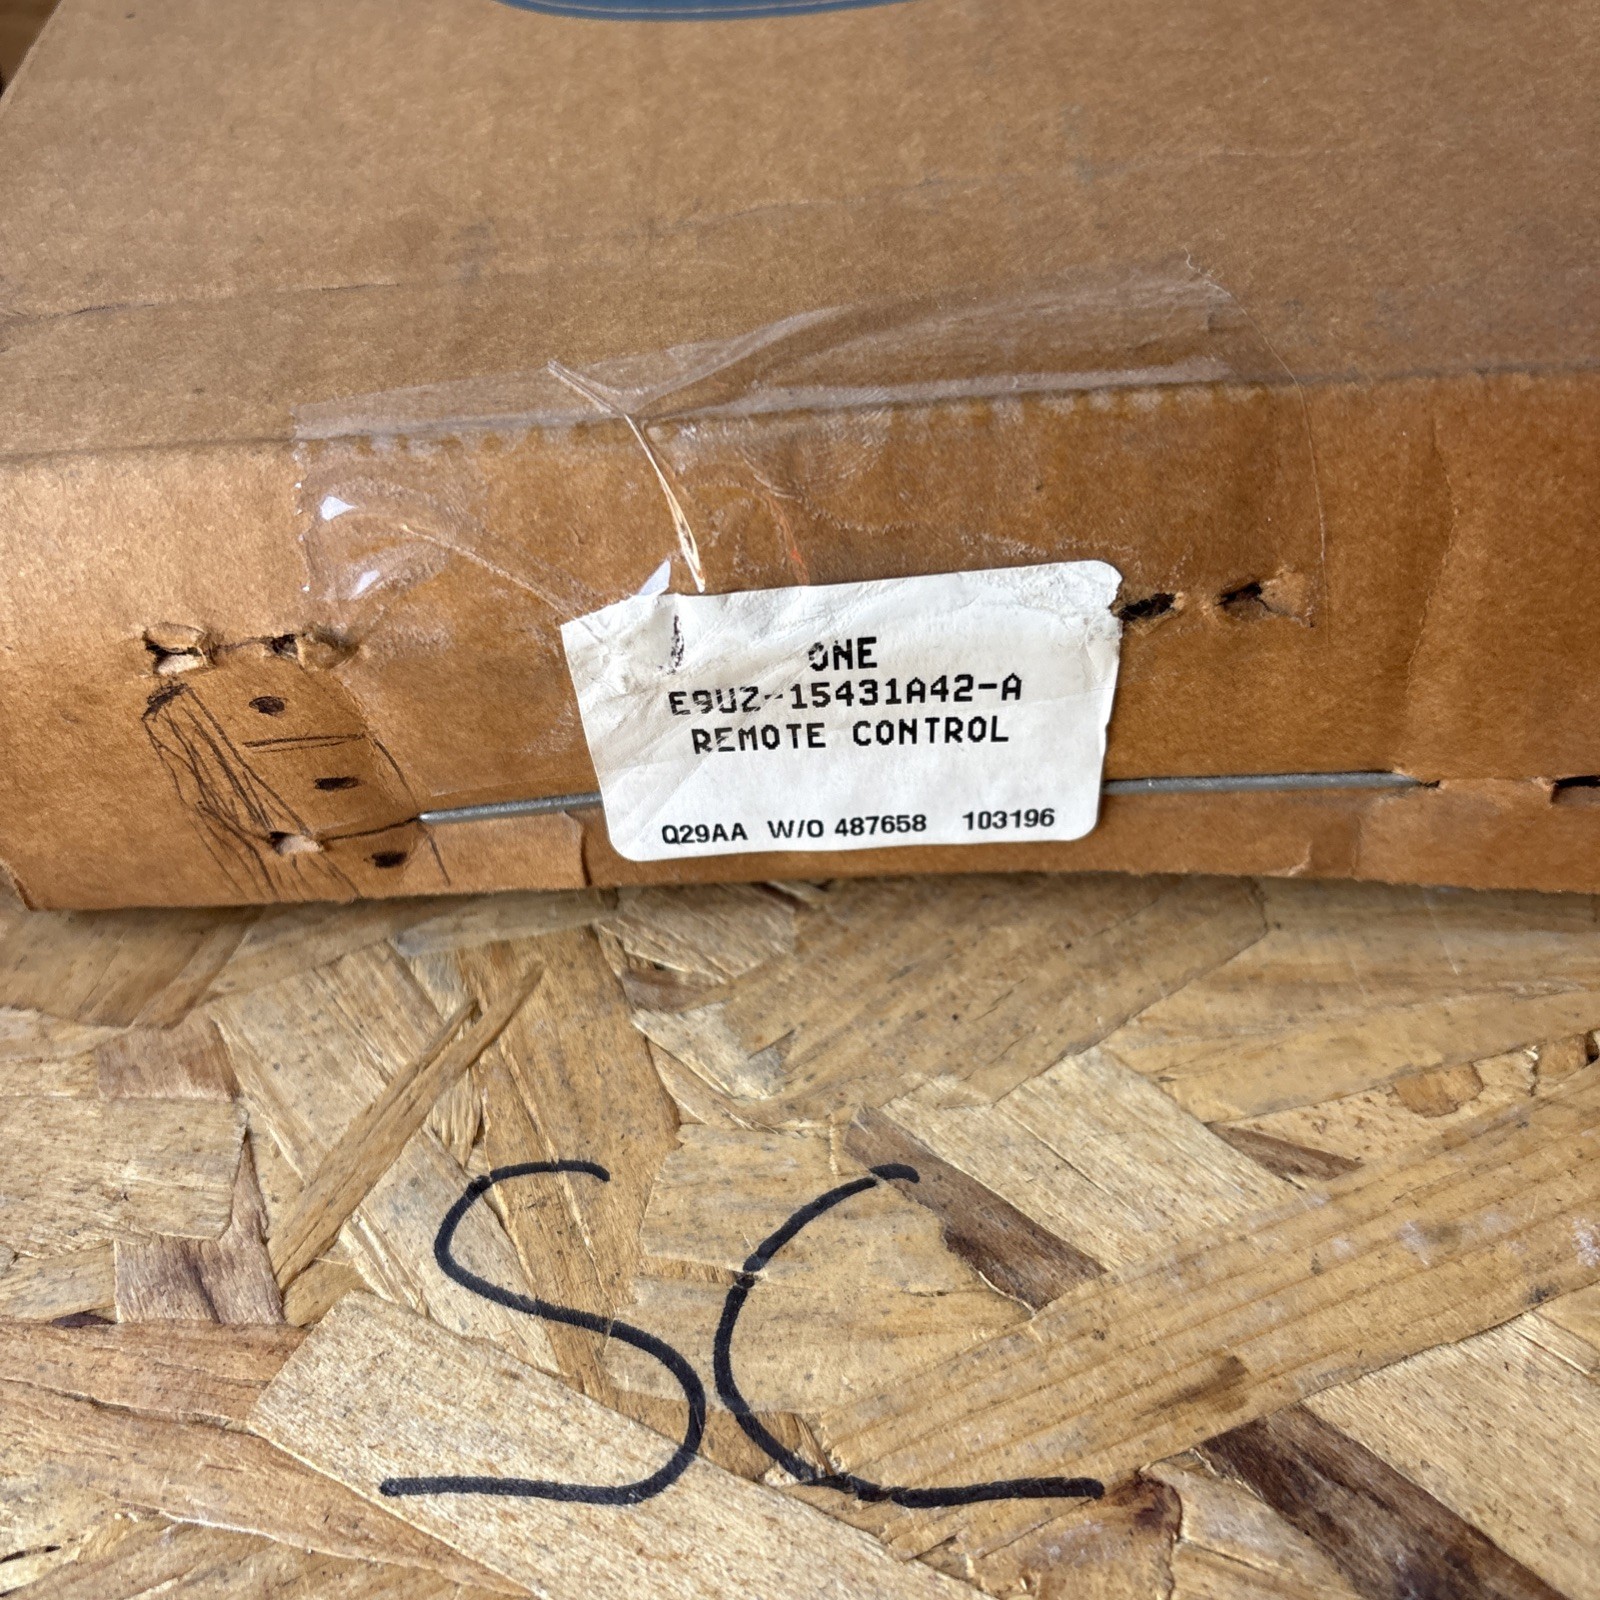 ONE
E9UZ-15431A42-A
REMOTE CONTROL
Q29AA W/O 487658 103196
SC